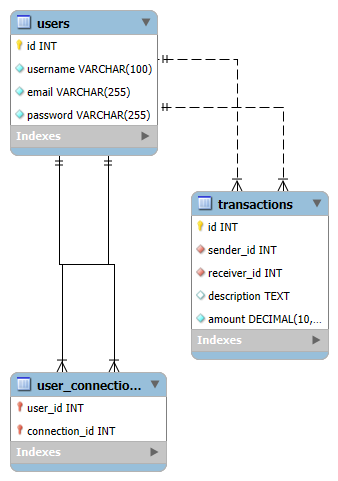 users
id INT
username VARCHAR(100)
email VARCHAR(255)
password VARCHAR(255)
Indexes
transactions
id INT
sender_id INT
receiver_id INT
description TEXT
amount DECIMAL(10,...
Indexes
user_connectio...
user_id INT
connection_id INT
Indexes